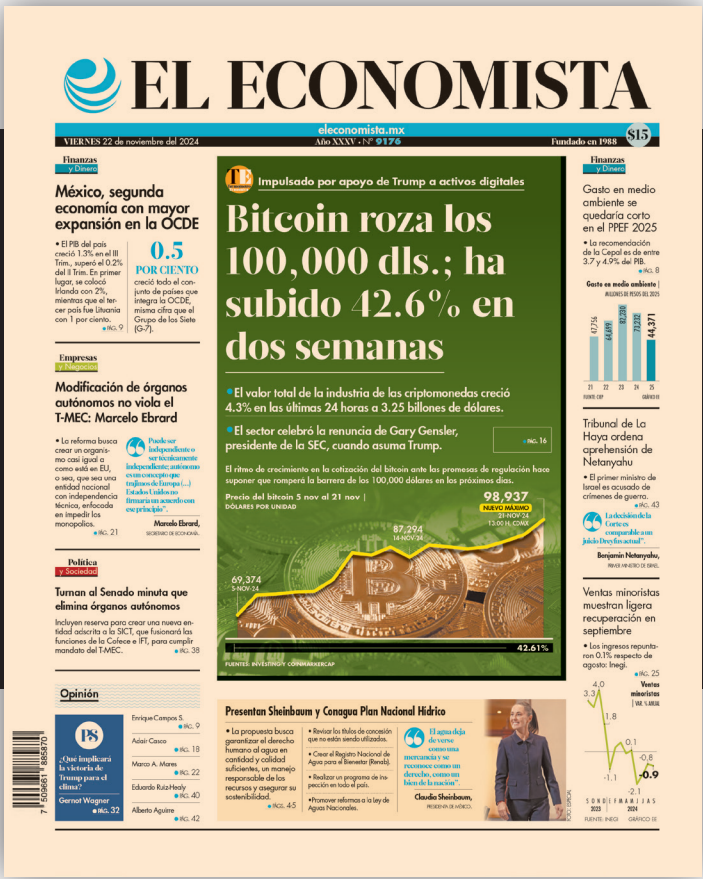 EL ECONOMISTA
eleconomista.mx
VIERNES 22 de noviembre del 2024
Año XXXV • Nº 9176
Fundado en 1988
$15
Finanzas
y Dinero
México, segunda
economía con mayor
expansión en la OCDE
• El PIB del país
creció 1.3% en el III
Trim., superó el 0.2%
del II Trim. En primer
lugar, se colocó
Irlanda con 2%,
mientras que el ter-
cer país fue Lituania
con 1 por ciento.
• PÁG. 9
0.5
POR CIENTO
creció todo el con-
junto de países que
integra la OCDE,
misma cifra que el
Grupo de los Siete
(G-7).
Empresas
y Negocios
Modificación de órganos
autónomos no viola el
T-MEC: Marcelo Ebrard
• La reforma busca
crear un organis-
mo casi igual a
como está en EU,
o sea, que sea una
entidad nacional
con independencia
técnica, enfocada
en impedir los
monopolios.
• PÁG. 21
Puede ser
independiente o
ser técnicamente
independiente; autónomo
es un concepto que
trajimos de Europa (...)
Estados Unidos no
firmaría un acuerdo con
ese principio".
Marcelo Ebrard,
SECRETARIO DE ECONOMÍA.
Política
y Sociedad
Turnan al Senado minuta que
elimina órganos autónomos
Incluyen reserva para crear una nueva en-
tidad adscrita a la SICT, que fusionará las
funciones de la Cofece e IFT, para cumplir
mandato del T-MEC.
• PÁG. 38
Opinión
PS
¿Qué implicará
la victoria de
Trump para el
clima?
Gernot Wagner
• PÁG. 32
Enrique Campos S.
• PÁG. 9
Adair Casco
• PÁG. 18
Marco A. Mares
• PÁG. 22
Eduardo Ruiz-Healy
• PÁG. 40
Alberto Aguirre
• PÁG. 42
7 509661 885870
TE
Impulsado por apoyo de Trump a activos digitales
Bitcoin roza los
100,000 dls.; ha
subido 42.6% en
dos semanas
•El valor total de la industria de las criptomonedas creció
4.3% en las últimas 24 horas a 3.25 billones de dólares.
•El sector celebró la renuncia de Gary Gensler,
presidente de la SEC, cuando asuma Trump.
• PÁG. 16
El ritmo de crecimiento en la cotización del bitcoin ante las promesas de regulación hace
suponer que romperá la barrera de los 100,000 dólares en los próximos días.
Precio del bitcoin 5 nov al 21 nov |
DÓLARES POR UNIDAD
98,937
NUEVO MÁXIMO
21-NOV-24
12:00 H, CDMX
87,294
14-NOV-24
69,374
5-NOV-24
42.61%
FUENTES: INVESTING Y COINMARKERCAP
Presentan Sheinbaum y Conagua Plan Nacional Hídrico
• La propuesta busca
garantizar el derecho
humano al agua en
cantidad y calidad
suficientes, un manejo
responsable de los
recursos y asegurar su
sostenibilidad.
• PÁG. 4-5
•Revisar los títulos de concesión
que no están siendo utilizados.
•Crear el Registro Nacional de
Agua para el Bienestar (Renab).
•Realizar un programa de ins-
pección en todo el país.
•Promover reformas a la Ley de
Aguas Nacionales.
El agua deja
de verse
como una
mercancía y se
reconoce como un
derecho, como un
bien de la nación".
Claudia Sheinbaum,
PRESIDENTA DE MÉXICO.
FOTO: ESPECIAL
Finanzas
y Dinero
Gasto en medio
ambiente se
quedaría corto
en el PPEF 2025
• La recomendación
de la Cepal es de entre
3.7 y 4.9% del PIB.
• PÁG. 8
Gasto en medio ambiente |
MILLONES DE PESOS DEL 2025
47,756
64,699
87,230
73,232
44,371
21 22 23 24 25
FUENTE: CIEP
GRÁFICO EE
Tribunal de La
Haya ordena
aprehensión de
Netanyahu
• El primer ministro de
Israel es acusado de
crímenes de guerra.
• PÁG. 43
La decisión de la
Corte es
comparable a un
juicio Dreyfus actual".
Benjamin Netanyahu,
PRIMER MINISTRO DE ISRAEL.
Ventas minoristas
muestran ligera
recuperación en
septiembre
• Los ingresos repunta-
ron 0.1% respecto de
agosto: Inegi.
• PÁG. 25
Ventas
minoristas
| VAR. % ANUAL
4.0
3.3
1.8
0.1
-0.8
-1.1
-0.9
-2.1
S O N D E F M A M J J A S
2023 2024
FUENTE: INEGI
GRÁFICO EE